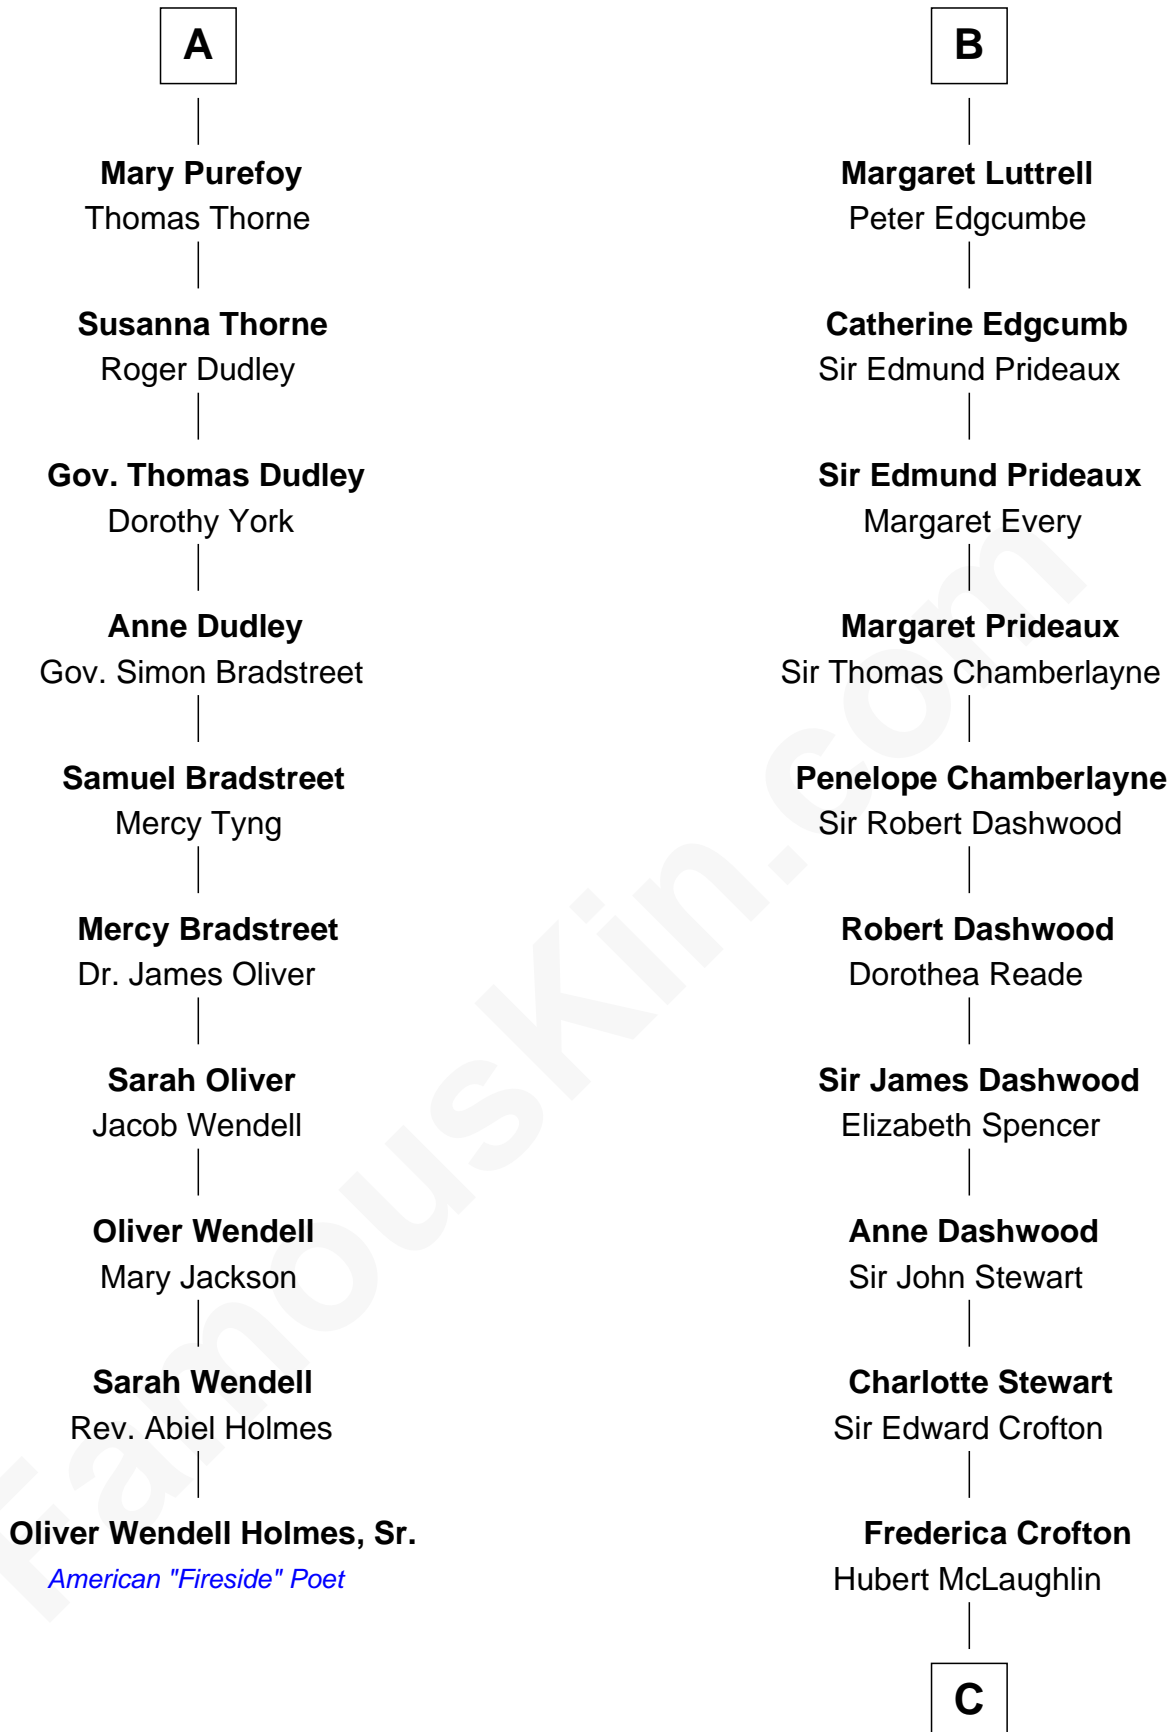 A
Mary Purefoy
Thomas Thorne
Susanna Thorne
Roger Dudley
Gov. Thomas Dudley
Dorothy York
Anne Dudley
Gov. Simon Bradstreet
Samuel Bradstreet
Mercy Tyng
Mercy Bradstreet
Dr. James Oliver
Sarah Oliver
Jacob Wendell
Oliver Wendell
Mary Jackson
Sarah Wendell
Rev. Abiel Holmes
Oliver Wendell Holmes, Sr.
American "Fireside" Poet
B
Margaret Luttrell
Peter Edgcumbe
Catherine Edgcumb
Sir Edmund Prideaux
Sir Edmund Prideaux
Margaret Every
Margaret Prideaux
Sir Thomas Chamberlayne
Penelope Chamberlayne
Sir Robert Dashwood
Robert Dashwood
Dorothea Reade
Sir James Dashwood
Elizabeth Spencer
Anne Dashwood
Sir John Stewart
Charlotte Stewart
Sir Edward Crofton
Frederica Crofton
Hubert McLaughlin
C
FamousKin.com